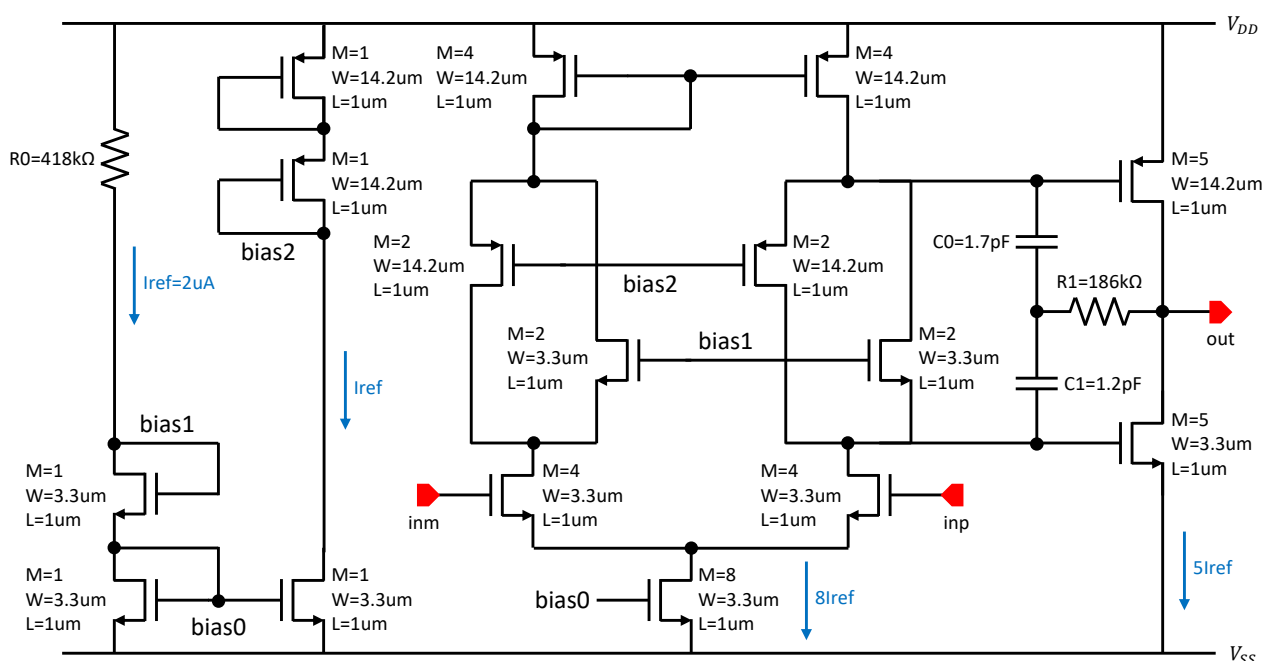 V_DD
M=1
W=14.2um
L=1um
M=4
W=14.2um
L=1um
M=4
W=14.2um
L=1um
R0=418kΩ
M=1
W=14.2um
L=1um
M=5
W=14.2um
L=1um
bias2
M=2
W=14.2um
L=1um
M=2
W=14.2um
L=1um
C0=1.7pF
Iref=2uA
bias2
R1=186kΩ
out
M=2
W=3.3um
L=1um
bias1
M=2
W=3.3um
L=1um
Iref
C1=1.2pF
bias1
M=5
W=3.3um
L=1um
M=1
W=3.3um
L=1um
M=4
W=3.3um
L=1um
M=4
W=3.3um
L=1um
inm
inp
M=1
W=3.3um
L=1um
M=1
W=3.3um
L=1um
bias0
bias0
M=8
W=3.3um
L=1um
8Iref
5Iref
V_SS